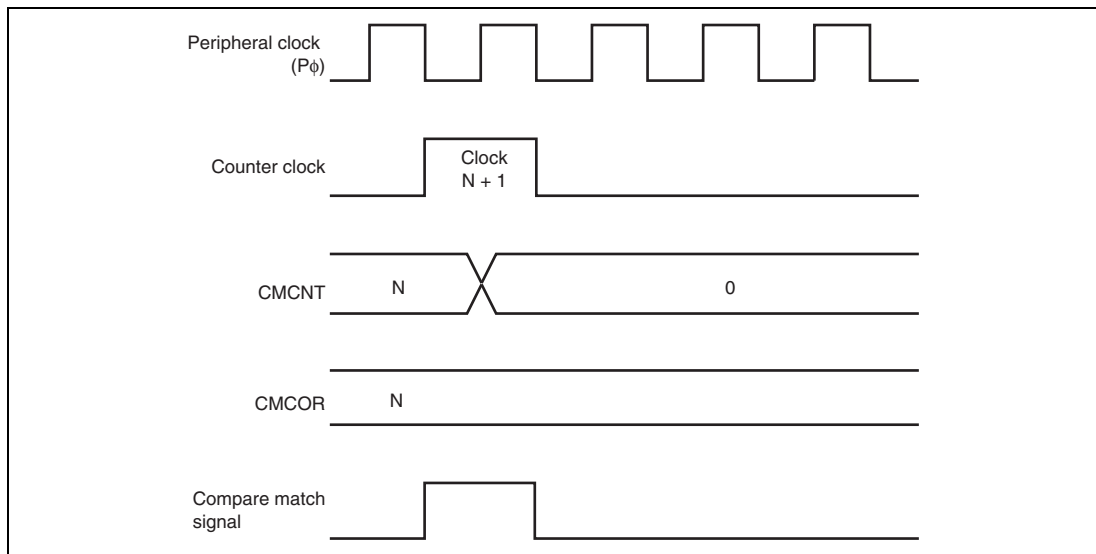 Peripheral clock
(Pϕ)
Counter clock
Clock
N + 1
CMCNT
N
0
CMCOR
N
Compare match
signal